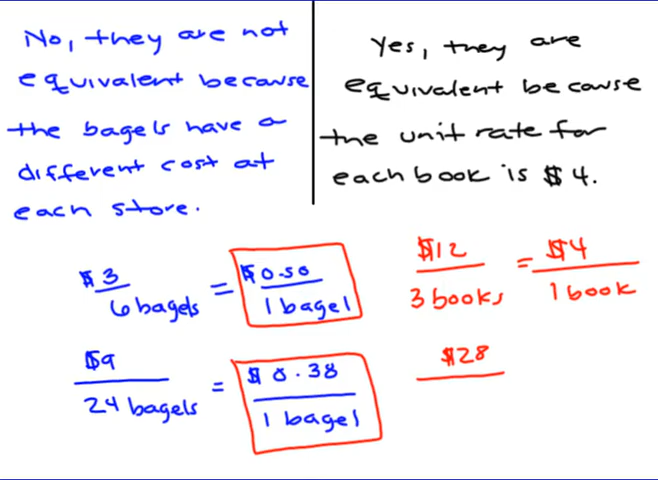 No, they are not
equivalent because
the bagels have a
different cost at
each store.
Yes, they are
equivalent because
the unit rate for
each book is $4.
$3
6 bagels
=
$0.50
1 bagel
$12
3 books
=
$4
1 book
$9
24 bagels
=
$0.38
1 bagel
$28